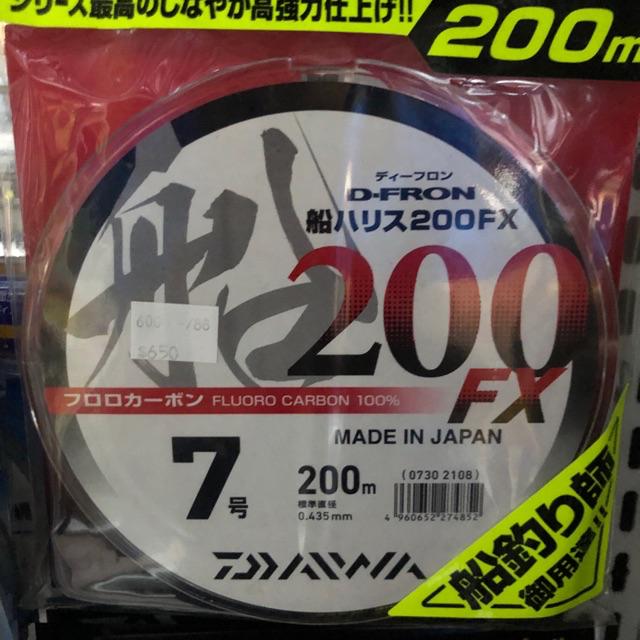 シリーズ最高のしなやか高強力仕上げ!!
200m
船
ディーフロン
D-FRON
船ハリス200FX
200
FX
$650
フロロカーボン FLUORO CARBON 100%
MADE IN JAPAN
7号
200m
標準直径
0.435mm
(0730 2108)
4 960652 274852
DAIWA
船釣り師
御用達!!